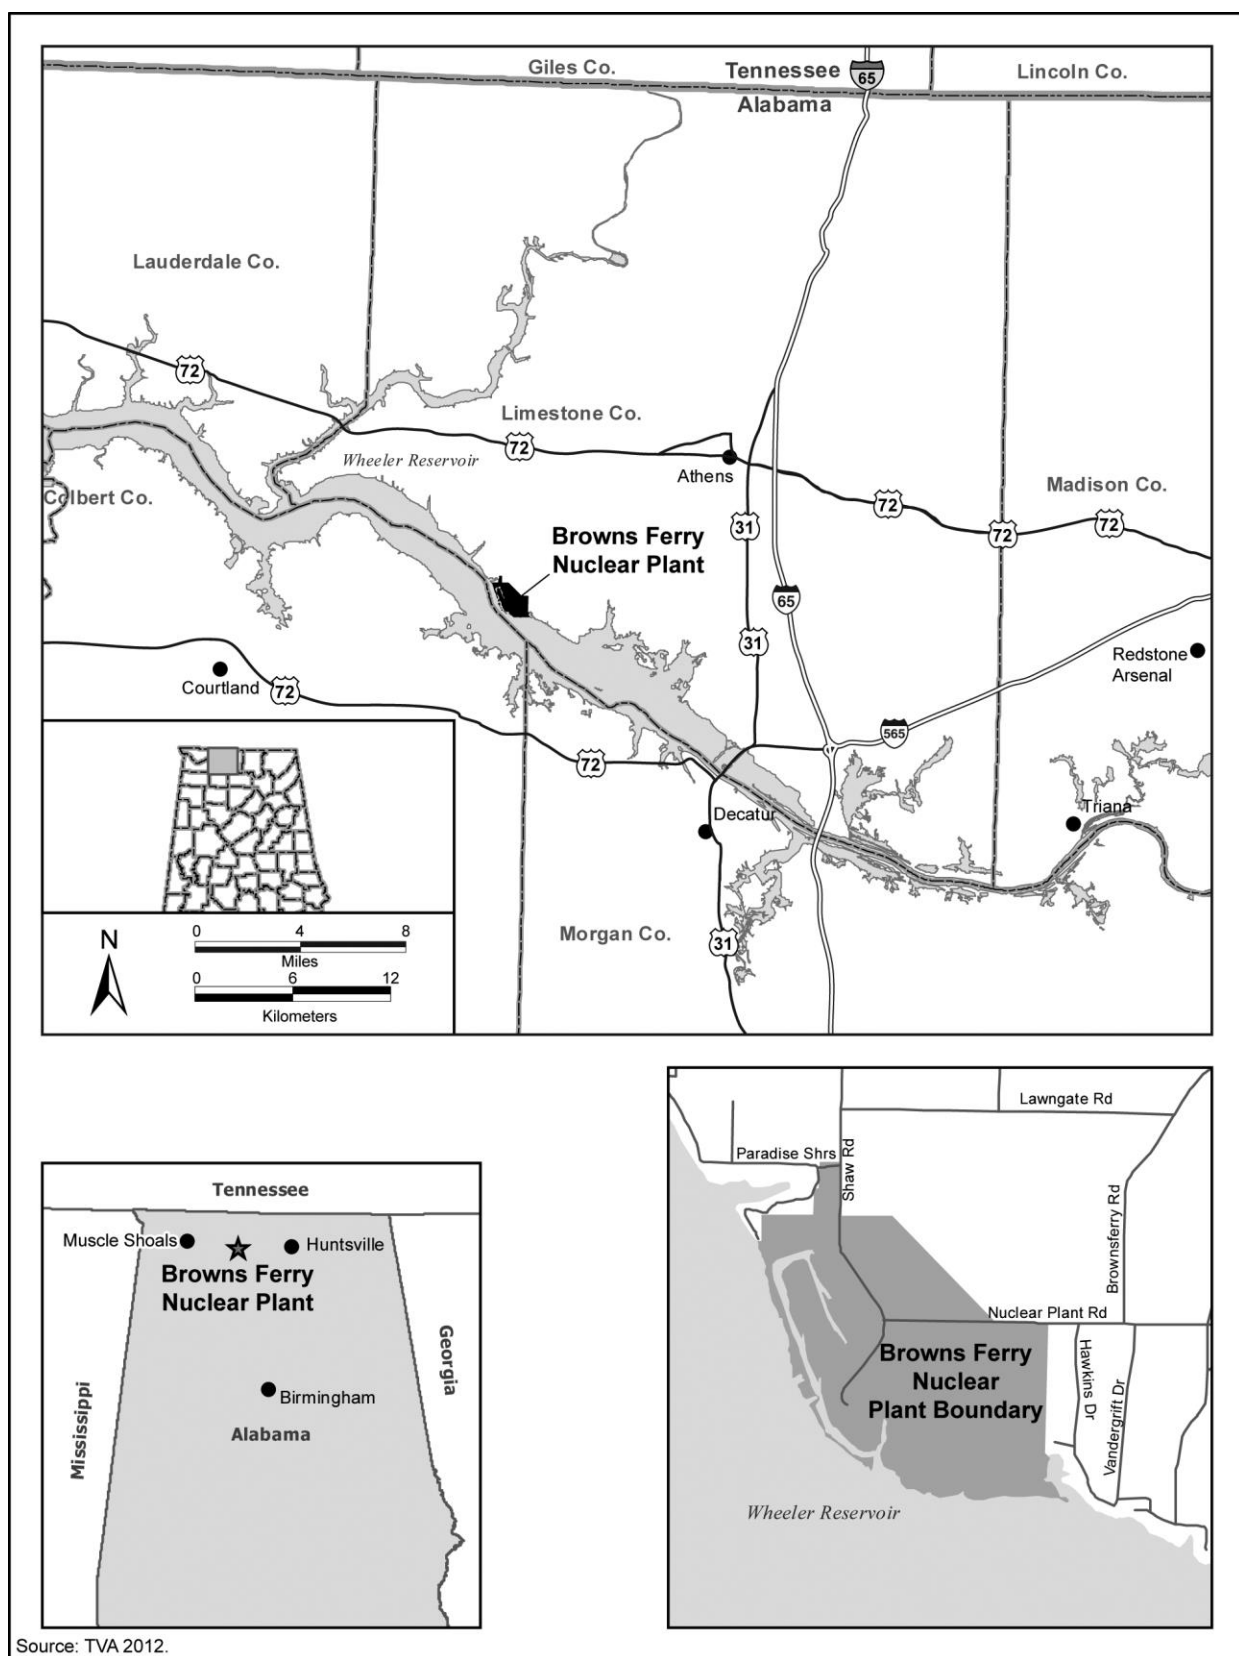 Giles Co.
Tennessee
65
Lincoln Co.
Alabama
Lauderdale Co.
72
Limestone Co.
72
Wheeler Reservoir
Athens
Colbert Co.
Madison Co.
72
31
72
72
Browns Ferry
Nuclear Plant
65
31
Redstone
Arsenal
Courtland
72
565
72
Triana
Decatur
Morgan Co.
31
N
0 4 8
Miles
0 6 12
Kilometers
Lawngate Rd
Paradise Shrs
Shaw Rd
Brownsferry Rd
Nuclear Plant Rd
Browns Ferry
Nuclear
Plant Boundary
Hawkins Dr
Vandergrift Dr
Wheeler Reservoir
Tennessee
Muscle Shoals
Huntsville
Browns Ferry
Nuclear Plant
Georgia
Mississippi
Birmingham
Alabama
Source: TVA 2012.